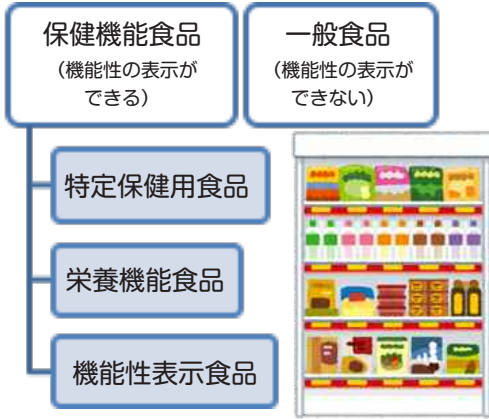 保健機能食品
(機能性の表示が
できる)
一般食品
(機能性の表示が
できない)
特定保健用食品
栄養機能食品
機能性表示食品